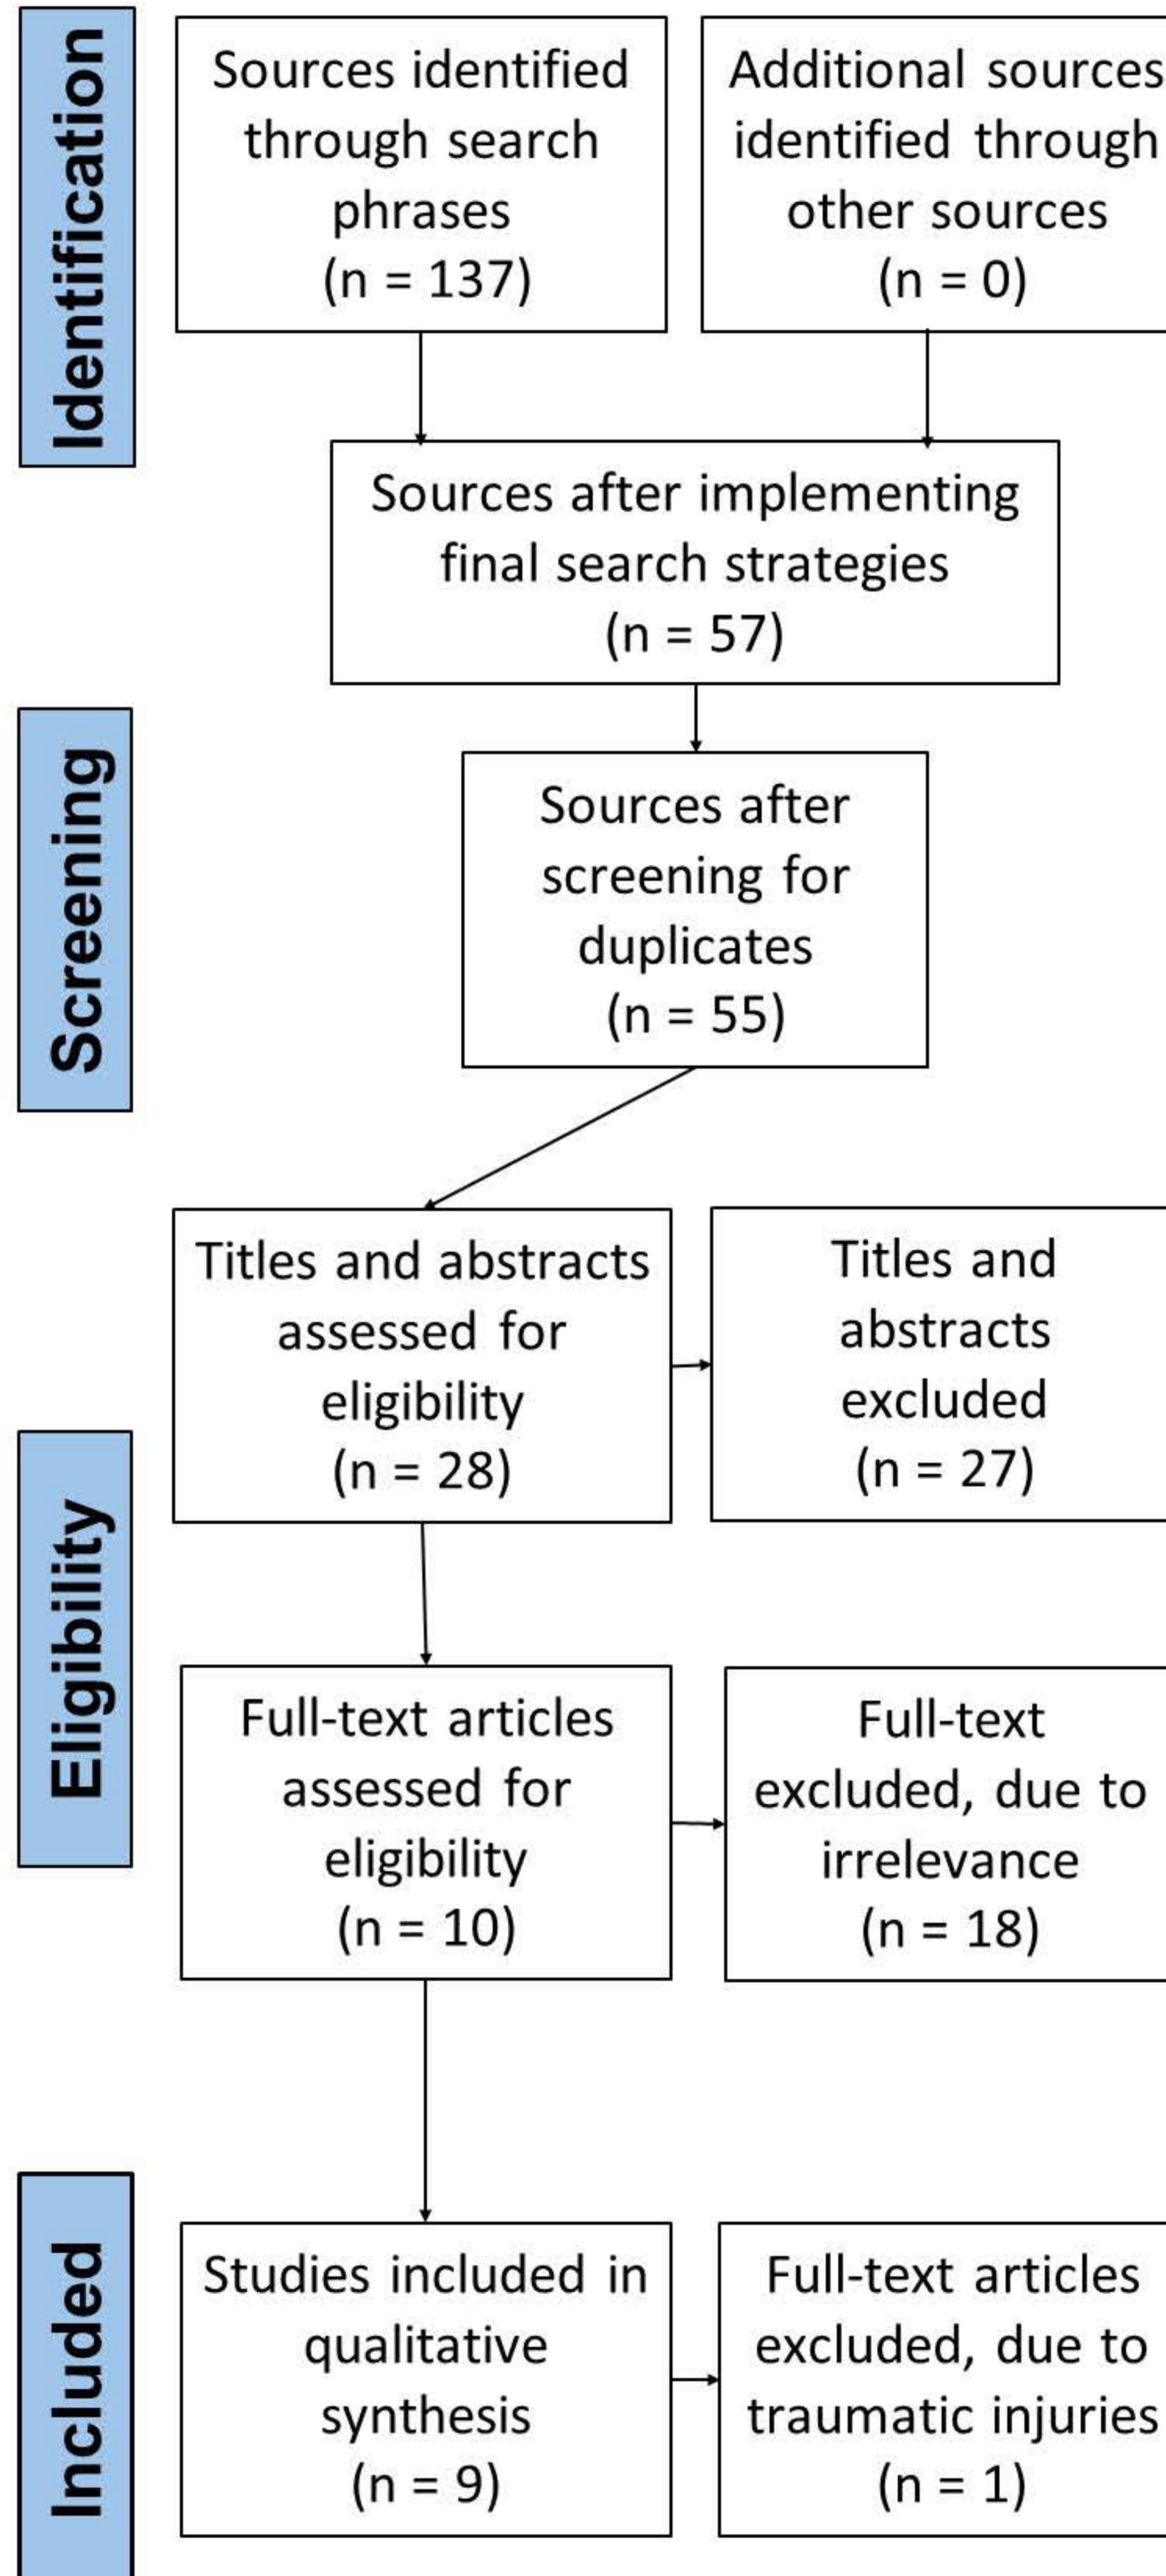 Identification
Sources identified
through search
phrases
(n = 137)
Additional sources
identified through
other sources
(n = 0)
Sources after implementing
final search strategies
(n = 57)
Screening
Sources after
screening for
duplicates
(n = 55)
Eligibility
Titles and abstracts
assessed for
eligibility
(n = 28)
Titles and
abstracts
excluded
(n = 27)
Full-text articles
assessed for
eligibility
(n = 10)
Full-text
excluded, due to
irrelevance
(n = 18)
Included
Studies included in
qualitative
synthesis
(n = 9)
Full-text articles
excluded, due to
traumatic injuries
(n = 1)